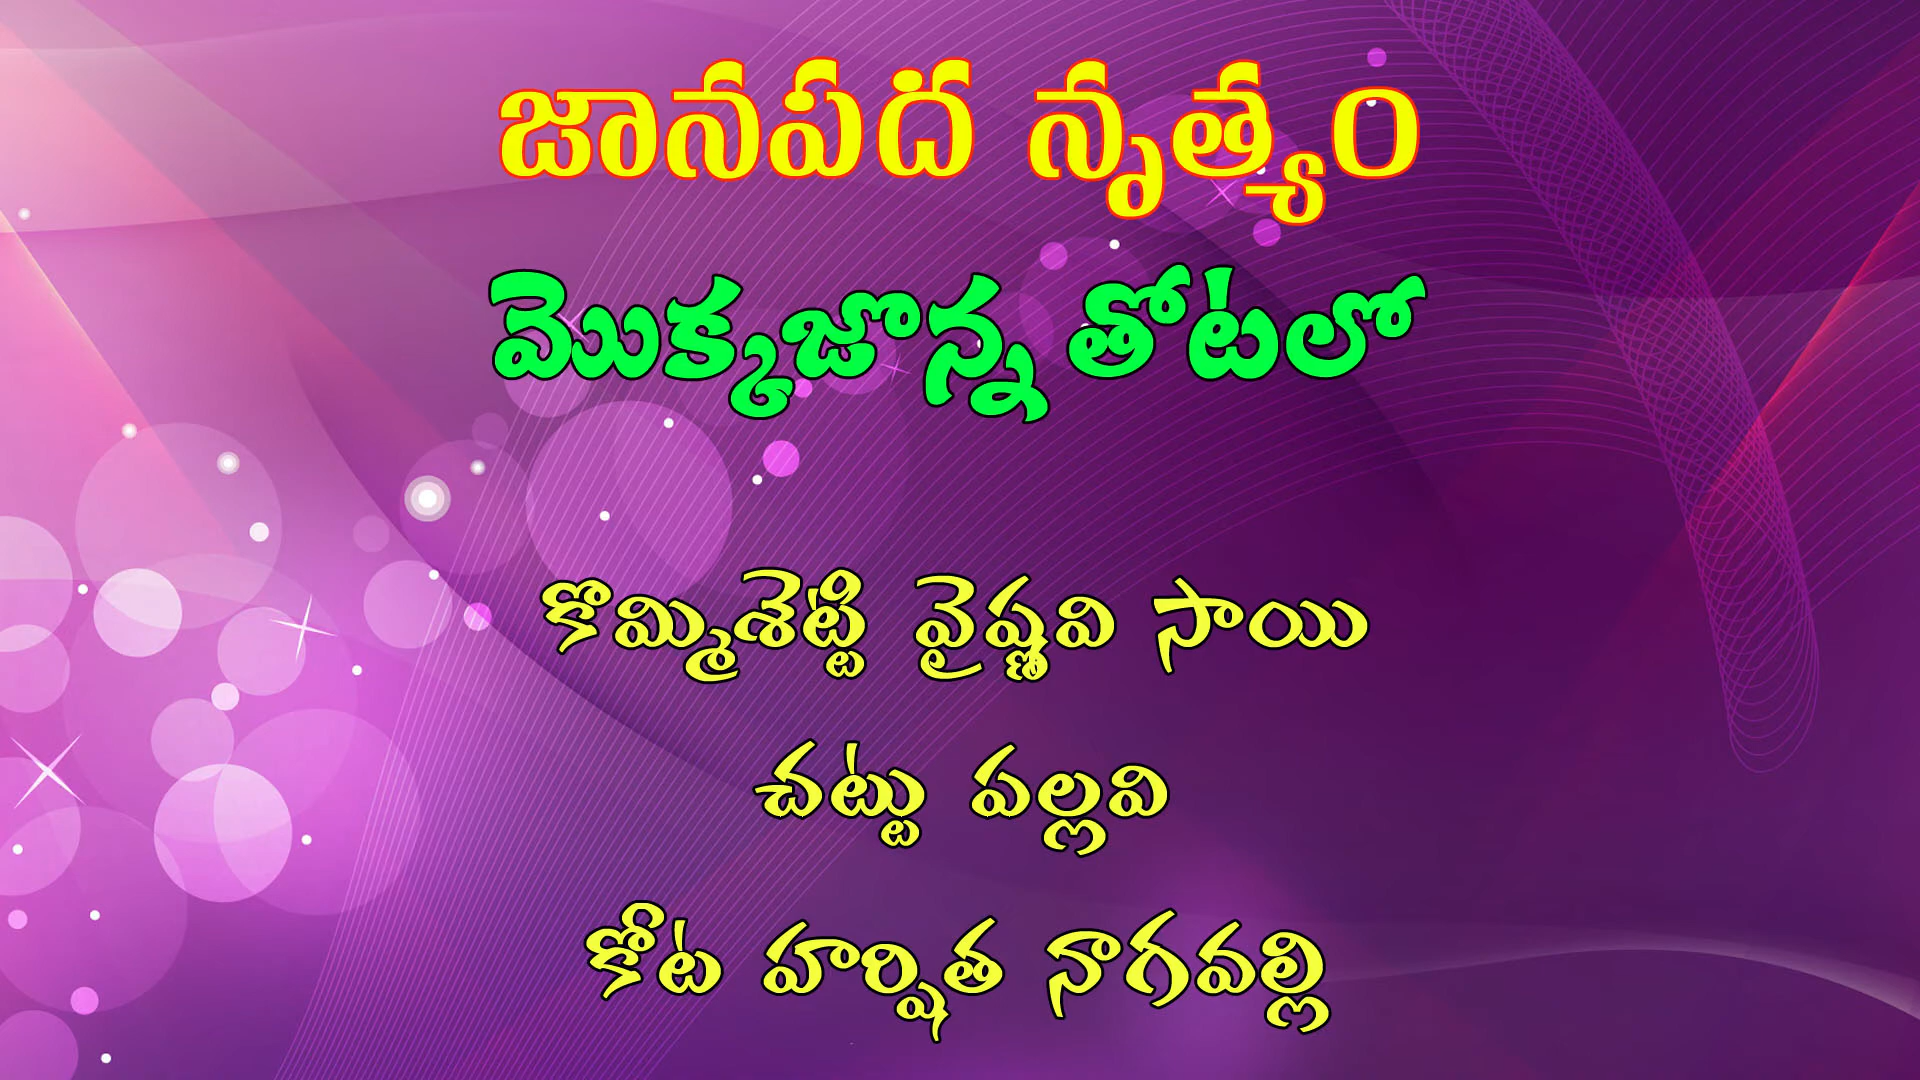 జానపద నృత్యం
మొక్కజొన్న తోటలో
కొమ్మిశెట్టి వైష్ణవి సాయి
చట్టు పల్లవి
కోట హర్షిత నాగవల్లి